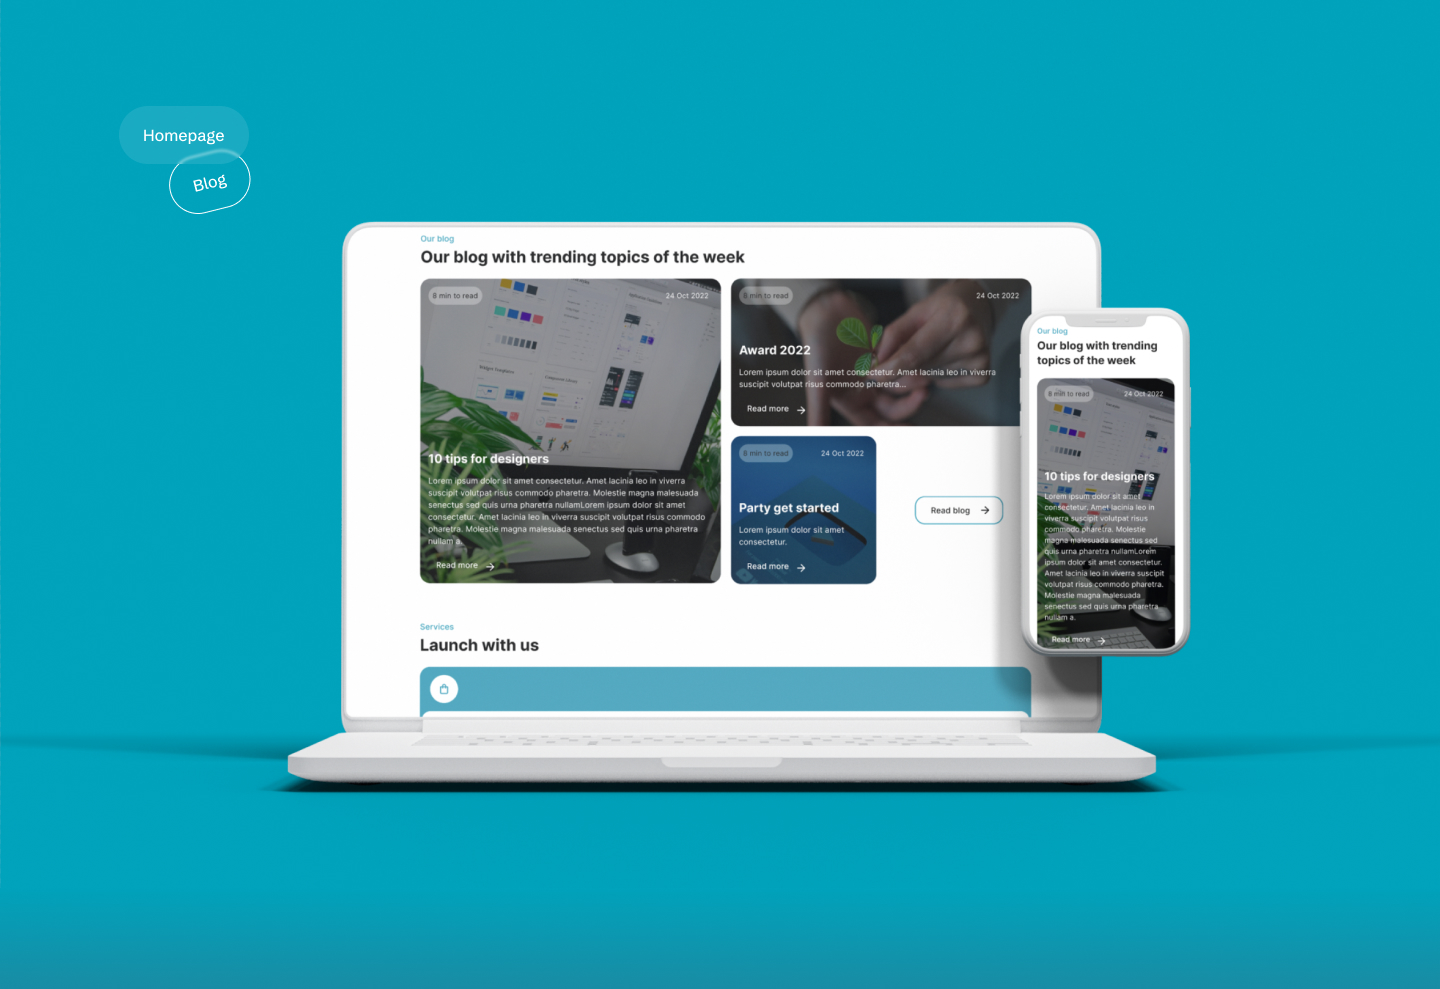 Homepage
Blog
Our blog
Our blog with trending topics of the week
8 min to read
24 Oct 2022
10 tips for designers
Lorem ipsum dolor sit amet consectetur. Amet lacinia leo in viverra
suscipit volutpat risus commodo pharetra. Molestie magna malesuada
senectus sed quis urna pharetra nullamLorem ipsum dolor sit amet
consectetur. Amet lacinia leo in viverra suscipit volutpat risus commodo
pharetra. Molestie magna malesuada senectus sed quis urna pharetra
nullam a.
Read more
8 min to read
24 Oct 2022
Award 2022
Lorem ipsum dolor sit amet consectetur. Amet lacinia leo in viverra
suscipit volutpat risus commodo pharetra...
Read more
8 min to read
24 Oct 2022
Party get started
Lorem ipsum dolor sit amet
consectetur.
Read more
Read blog
Services
Launch with us
Our blog
Our blog with trending
topics of the week
8 min to read
24 Oct 2022
10 tips for designers
Lorem ipsum dolor sit amet
consectetur. Amet lacinia leo in
viverra suscipit volutpat risus
commodo pharetra. Molestie
magna malesuada senectus sed
quis urna pharetra nullamLorem
ipsum dolor sit amet consectetur.
Amet lacinia leo in viverra suscipit
volutpat risus commodo pharetra.
Molestie magna malesuada
senectus sed quis urna pharetra
nullam a.
Read more